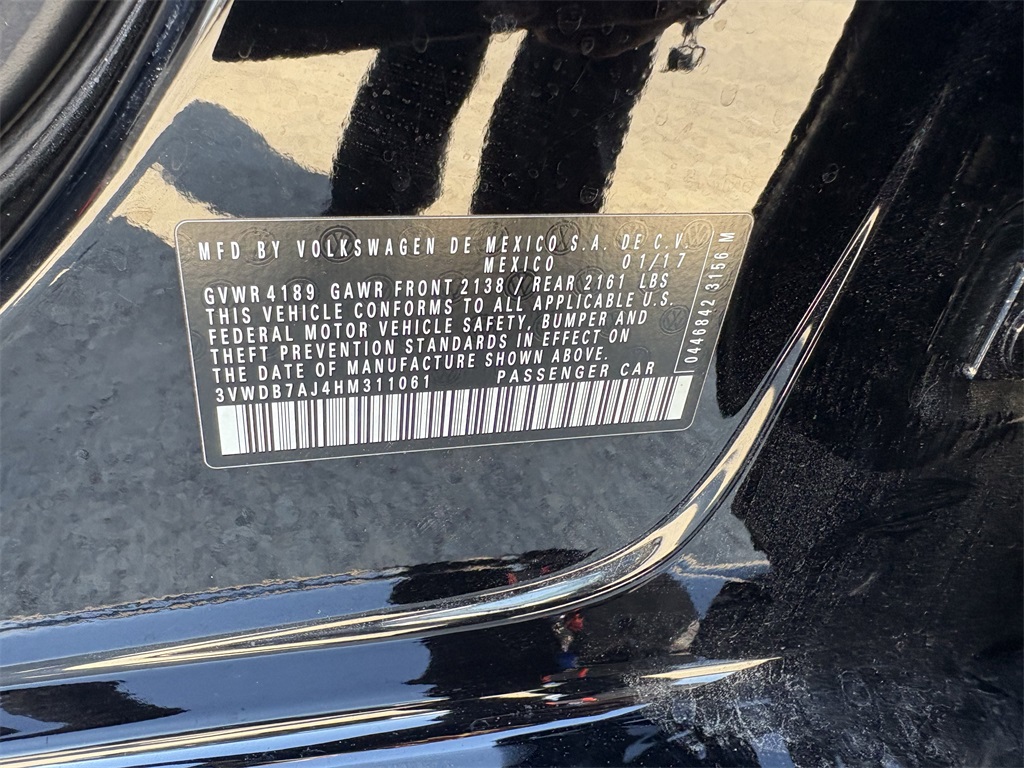 MFD BY VOLKSWAGEN DE MEXICO S.A. DE C.V.
MEXICO 01/17
GVWR 4189 GAWR FRONT 2138 / REAR 2161 LBS
THIS VEHICLE CONFORMS TO ALL APPLICABLE U.S.
FEDERAL MOTOR VEHICLE SAFETY, BUMPER AND
THEFT PREVENTION STANDARDS IN EFFECT ON
THE DATE OF MANUFACTURE SHOWN ABOVE.
3VWDB7AJ4HM311061 PASSENGER CAR
0446842 3156 M